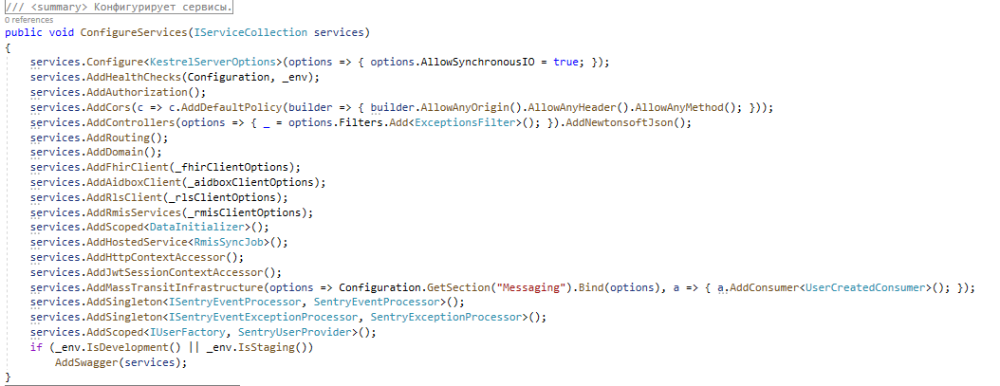 /// <summary> Конфигурирует сервисы.
0 references
public void ConfigureServices(IServiceCollection services)
{
services.Configure<KestrelServerOptions>(options => { options.AllowSynchronousIO = true; });
services.AddHealthChecks(Configuration, _env);
services.AddAuthorization();
services.AddCors(c => c.AddDefaultPolicy(builder => { builder.AllowAnyOrigin().AllowAnyHeader().AllowAnyMethod(); }));
services.AddControllers(options => { _ = options.Filters.Add<ExceptionsFilter>(); }).AddNewtonsoftJson();
services.AddRouting();
services.AddDomain();
services.AddFhirClient(_fhirClientOptions);
services.AddAidboxClient(_aidboxClientOptions);
services.AddRlsClient(_rlsClientOptions);
services.AddRmisServices(_rmisClientOptions);
services.AddScoped<DataInitializer>();
services.AddHostedService<RmisSyncJob>();
services.AddHttpContextAccessor();
services.AddJwtSessionContextAccessor();
services.AddMassTransitInfrastructure(options => Configuration.GetSection("Messaging").Bind(options), a => { a.AddConsumer<UserCreatedConsumer>(); });
services.AddSingleton<ISentryEventProcessor, SentryEventProcessor>();
services.AddSingleton<ISentryEventExceptionProcessor, SentryExceptionProcessor>();
services.AddScoped<IUserFactory, SentryUserProvider>();
if (_env.IsDevelopment() || _env.IsStaging())
AddSwagger(services);
}